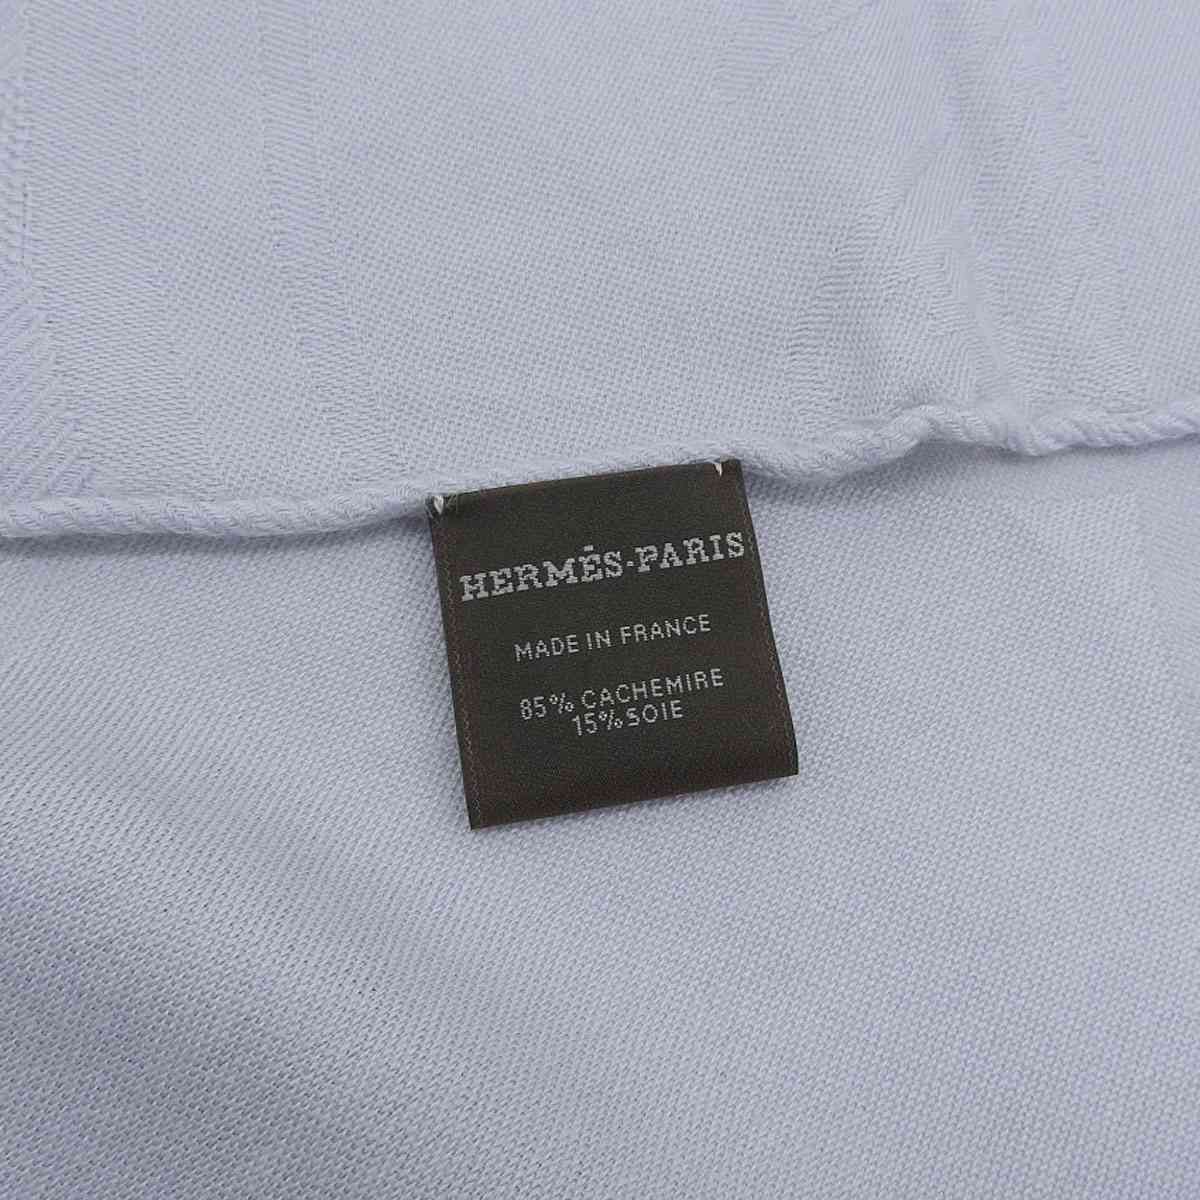 HERMÈS-PARIS
MADE IN FRANCE
85% CACHEMIRE
15% SOIE